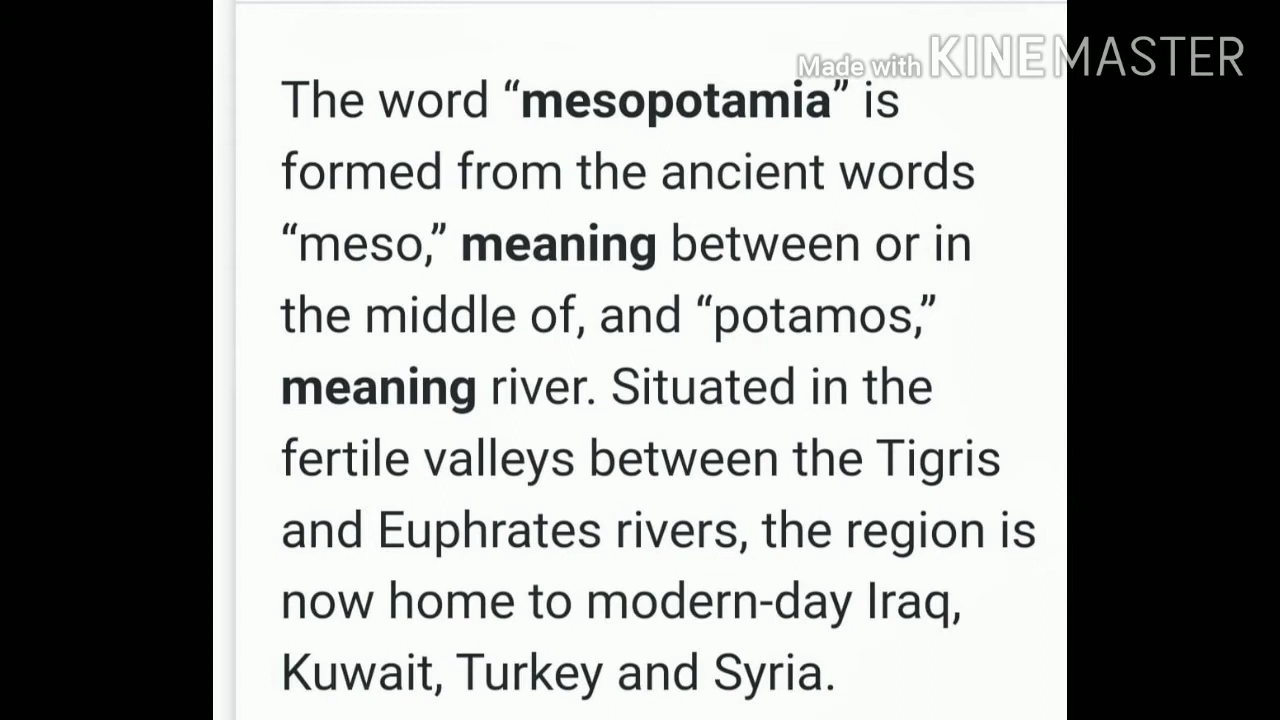 Made with KINEMASTER
The word “mesopotamia” is
formed from the ancient words
“meso,” meaning between or in
the middle of, and “potamos,”
meaning river. Situated in the
fertile valleys between the Tigris
and Euphrates rivers, the region is
now home to modern-day Iraq,
Kuwait, Turkey and Syria.